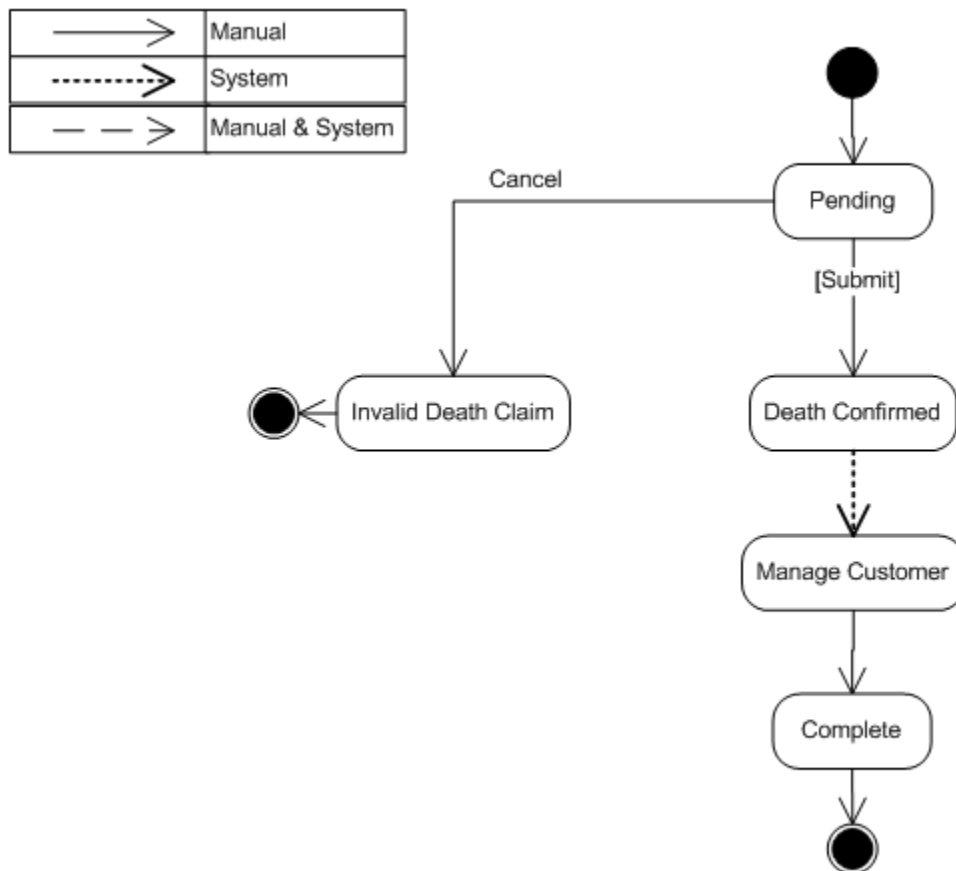 Manual
System
Manual & System
Cancel
Pending
[Submit]
Invalid Death Claim
Death Confirmed
Manage Customer
Complete